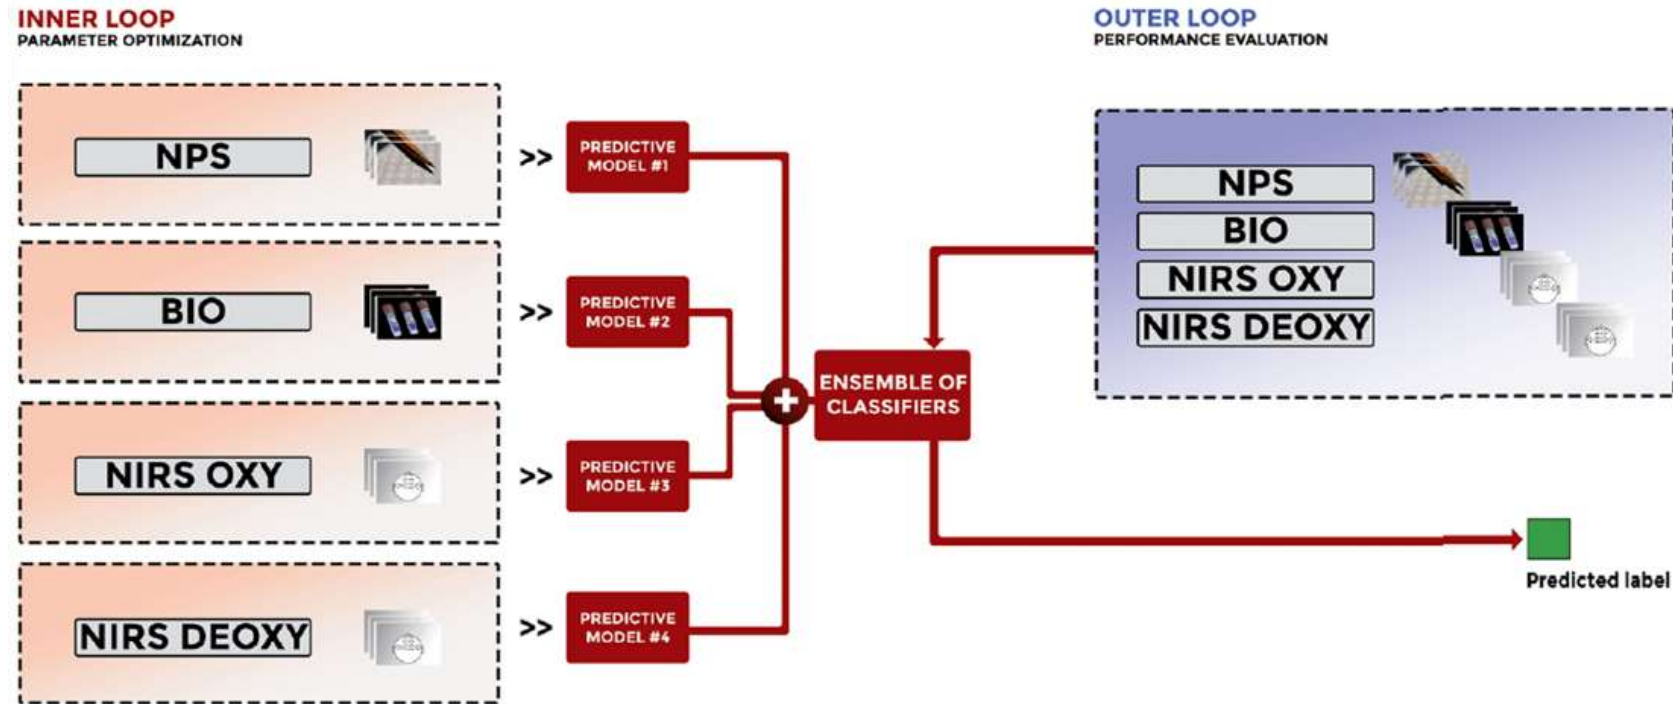 INNER LOOP
PARAMETER OPTIMIZATION
OUTER LOOP
PERFORMANCE EVALUATION
NPS
>>
PREDICTIVE
MODEL #1
BIO
>>
PREDICTIVE
MODEL #2
NIRS OXY
>>
PREDICTIVE
MODEL #3
NIRS DEOXY
>>
PREDICTIVE
MODEL #4
+
ENSEMBLE OF
CLASSIFIERS
NPS
BIO
NIRS OXY
NIRS DEOXY
Predicted label